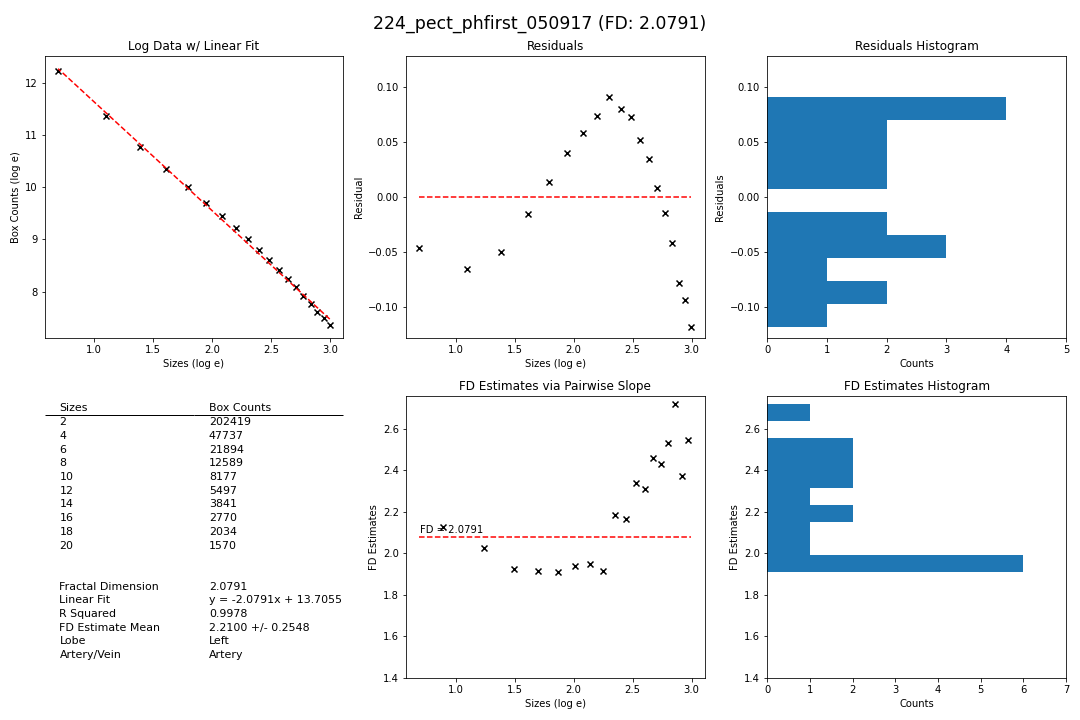 224_pect_phfirst_050917 (FD: 2.0791)
Log Data w/ Linear Fit
12
11
10
9
8
Box Counts (log e)
1.0 1.5 2.0 2.5 3.0
Sizes (log e)
Residuals
0.10
0.05
0.00
−0.05
−0.10
Residual
1.0 1.5 2.0 2.5 3.0
Sizes (log e)
Residuals Histogram
0.10
0.05
0.00
−0.05
−0.10
Residuals
0 1 2 3 4 5
Counts
Sizes Box Counts
2 202419
4 47737
6 21894
8 12589
10 8177
12 5497
14 3841
16 2770
18 2034
20 1570
Fractal Dimension 2.0791
Linear Fit y = -2.0791x + 13.7055
R Squared 0.9978
FD Estimate Mean 2.2100 +/- 0.2548
Lobe Left
Artery/Vein Artery
FD Estimates via Pairwise Slope
2.6
2.4
2.2
2.0
1.8
1.6
1.4
FD Estimates
FD = 2.0791
1.0 1.5 2.0 2.5 3.0
Sizes (log e)
FD Estimates Histogram
2.6
2.4
2.2
2.0
1.8
1.6
1.4
FD Estimates
0 1 2 3 4 5 6 7
Counts